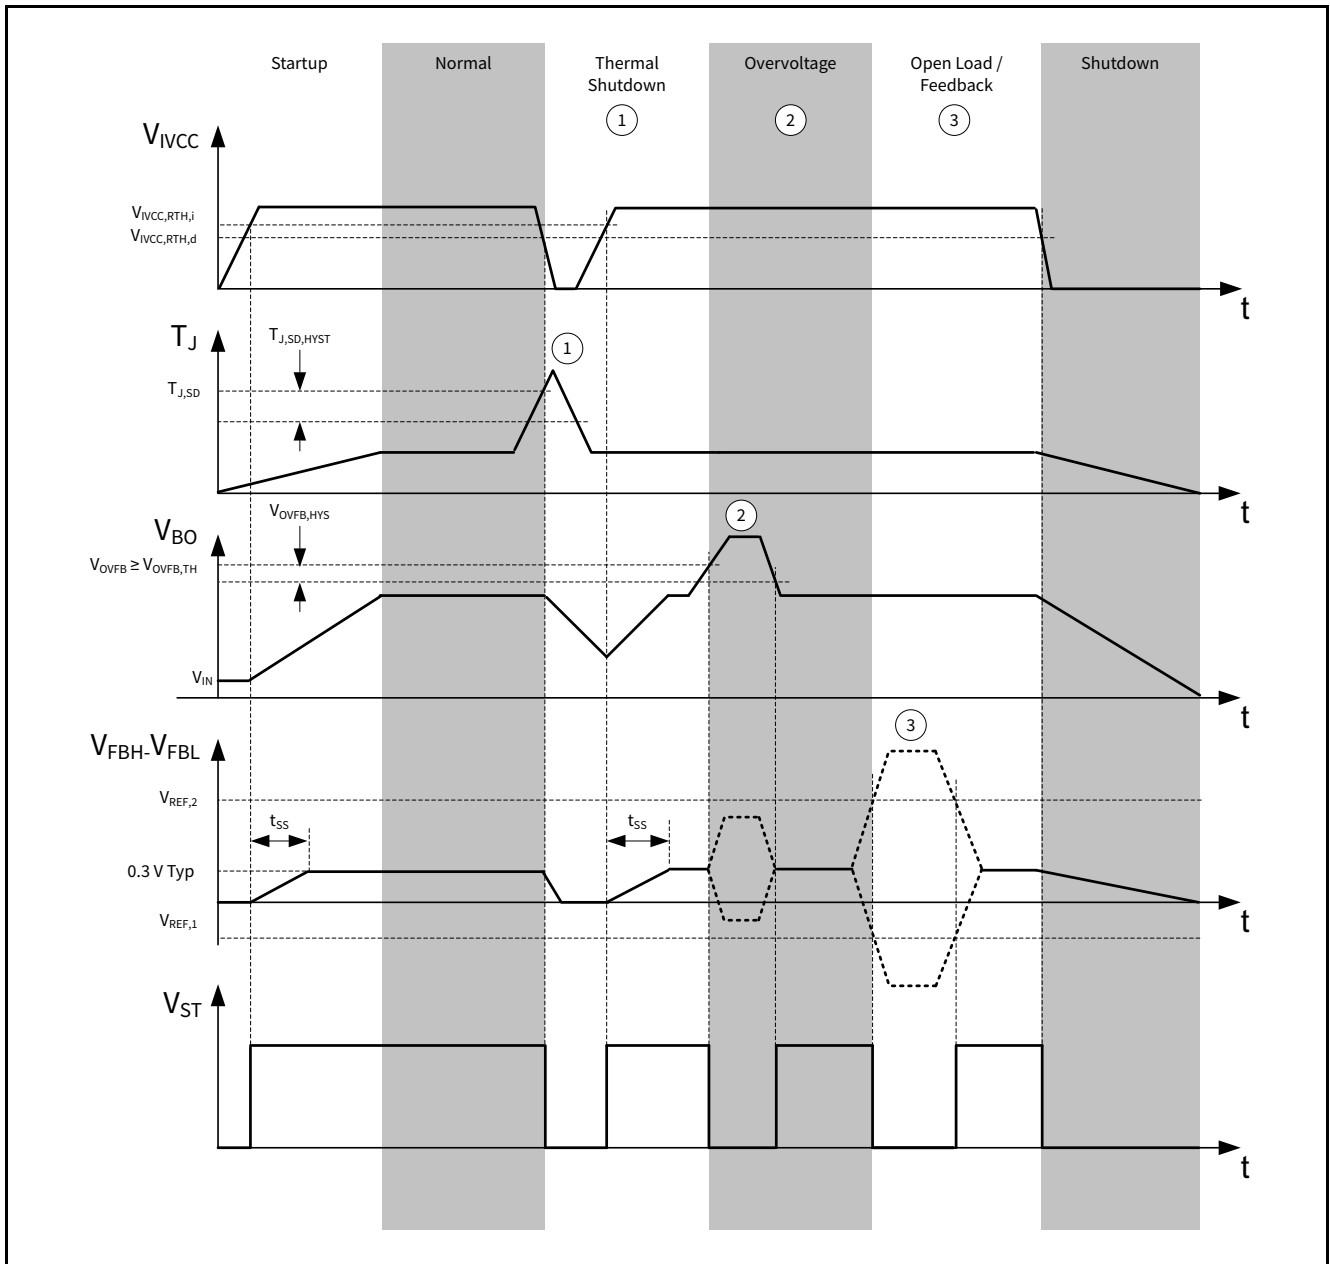 Startup
Normal
Thermal
Shutdown
1
Overvoltage
2
Open Load /
Feedback
3
Shutdown
VIVCC
VIVCC,RTH,i
VIVCC,RTH,d
t
TJ
TJ,SD,HYST
1
TJ,SD
t
VBO
VOVFB,HYS
2
VOVFB ≥ VOVFB,TH
VIN
t
VFBH-VFBL
3
VREF,2
tSS
tSS
0.3 V Typ
VREF,1
t
VST
t